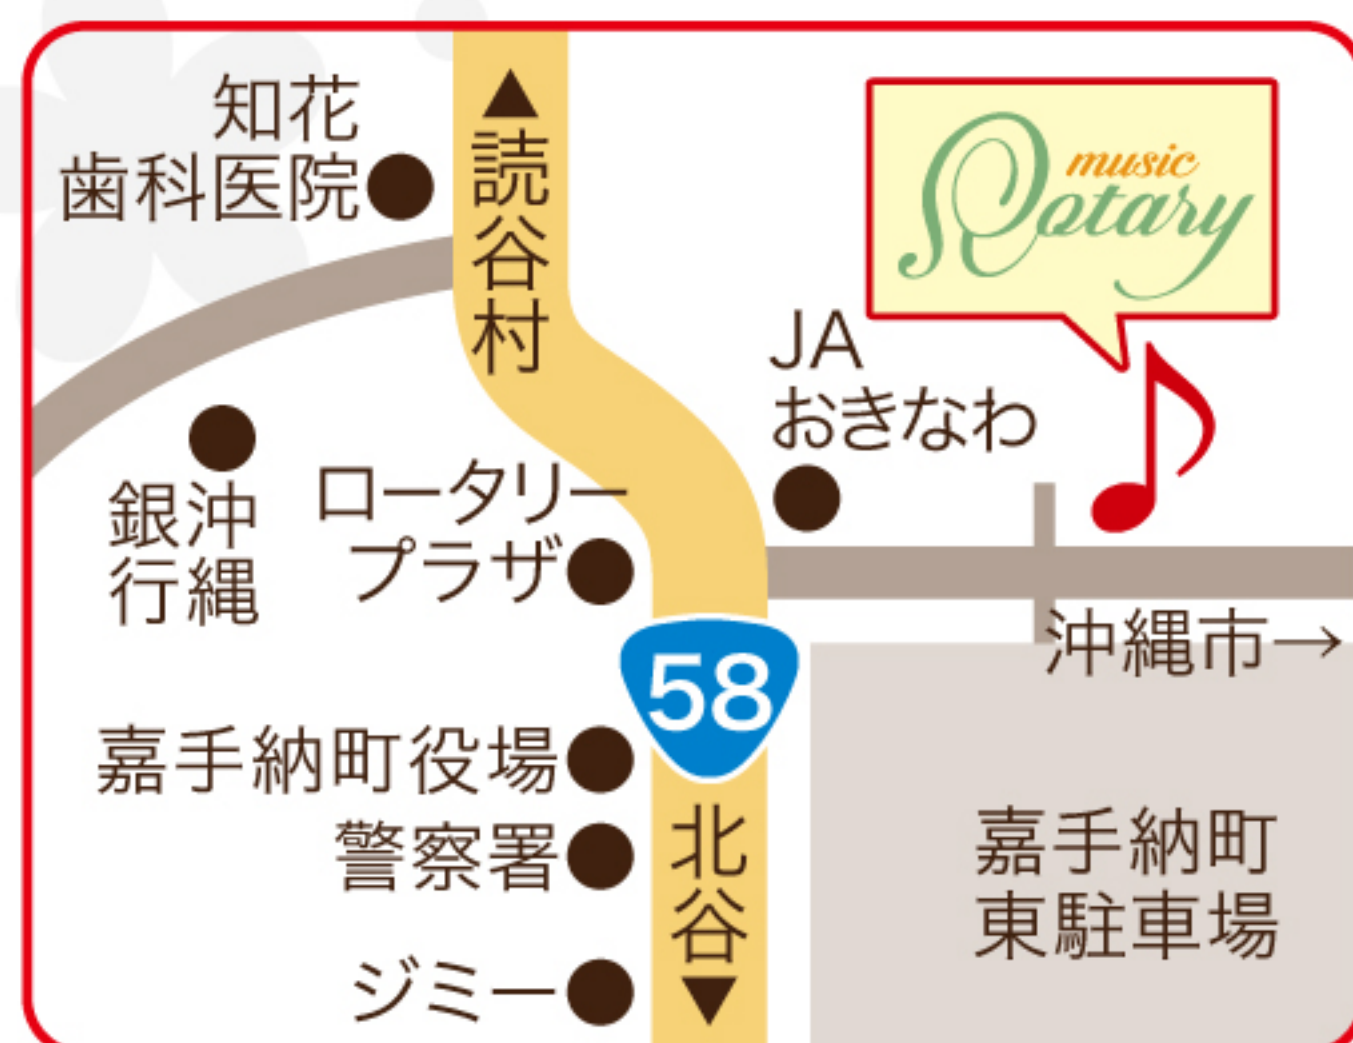 知花
歯科医院
▲読谷村
music
Rotary
JA
おきなわ
沖縄
銀行
ロータリー
プラザ
58
沖縄市→
嘉手納町役場
警察署
ジミー
北谷▼
嘉手納町
東駐車場